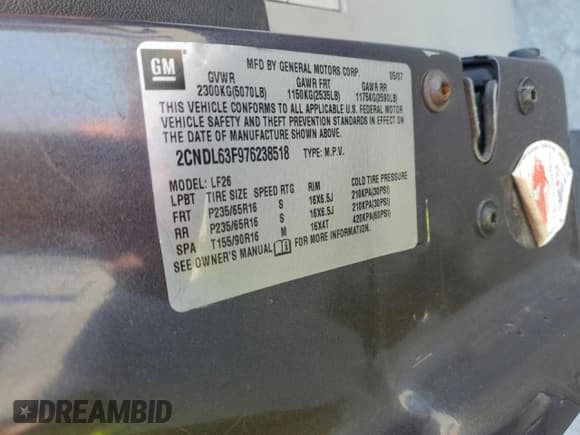 GM
MFD BY GENERAL MOTORS CORP. 05/07
GVWR GAWR FRT GAWR RR
2300KG(5070LB) 1150KG(2535LB) 1175KG(2590LB)
THIS VEHICLE CONFORMS TO ALL APPLICABLE U.S. FEDERAL MOTOR
VEHICLE SAFETY AND THEFT PREVENTION STANDARDS IN EFFECT ON
THE DATE OF MANUFACTURE SHOWN ABOVE.
2CNDL63F976238518 TYPE: M.P.V.
MODEL: LF26
LPBT TIRE SIZE SPEED RTG RIM COLD TIRE PRESSURE
FRT P235/65R16 S 16X6.5J 210KPA(30PSI)
RR P235/65R16 S 16X6.5J 210KPA(30PSI)
SPA T155/90R16 M 16X4T 420KPA(60PSI)
SEE OWNER'S MANUAL FOR MORE INFORMATION.
DREAMBID